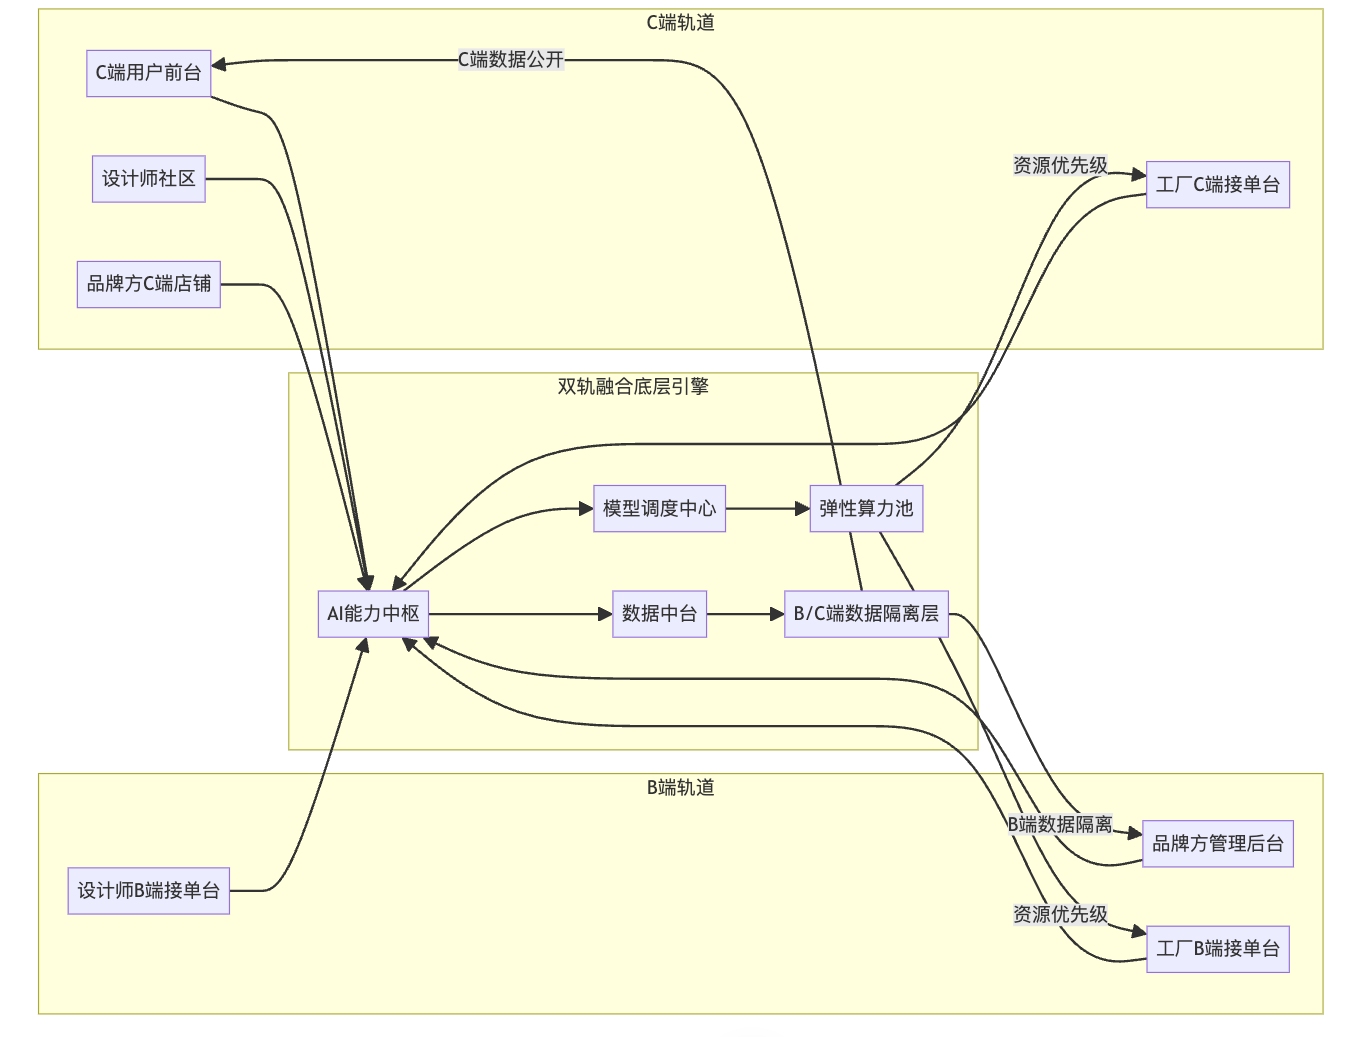 C端轨道
C端用户前台
C端数据公开
资源优先级
设计师社区
工厂C端接单台
品牌方C端店铺
双轨融合底层引擎
模型调度中心
弹性算力池
AI能力中枢
数据中台
B/C端数据隔离层
B端轨道
B端数据隔离
品牌方管理后台
设计师B端接单台
资源优先级
工厂B端接单台